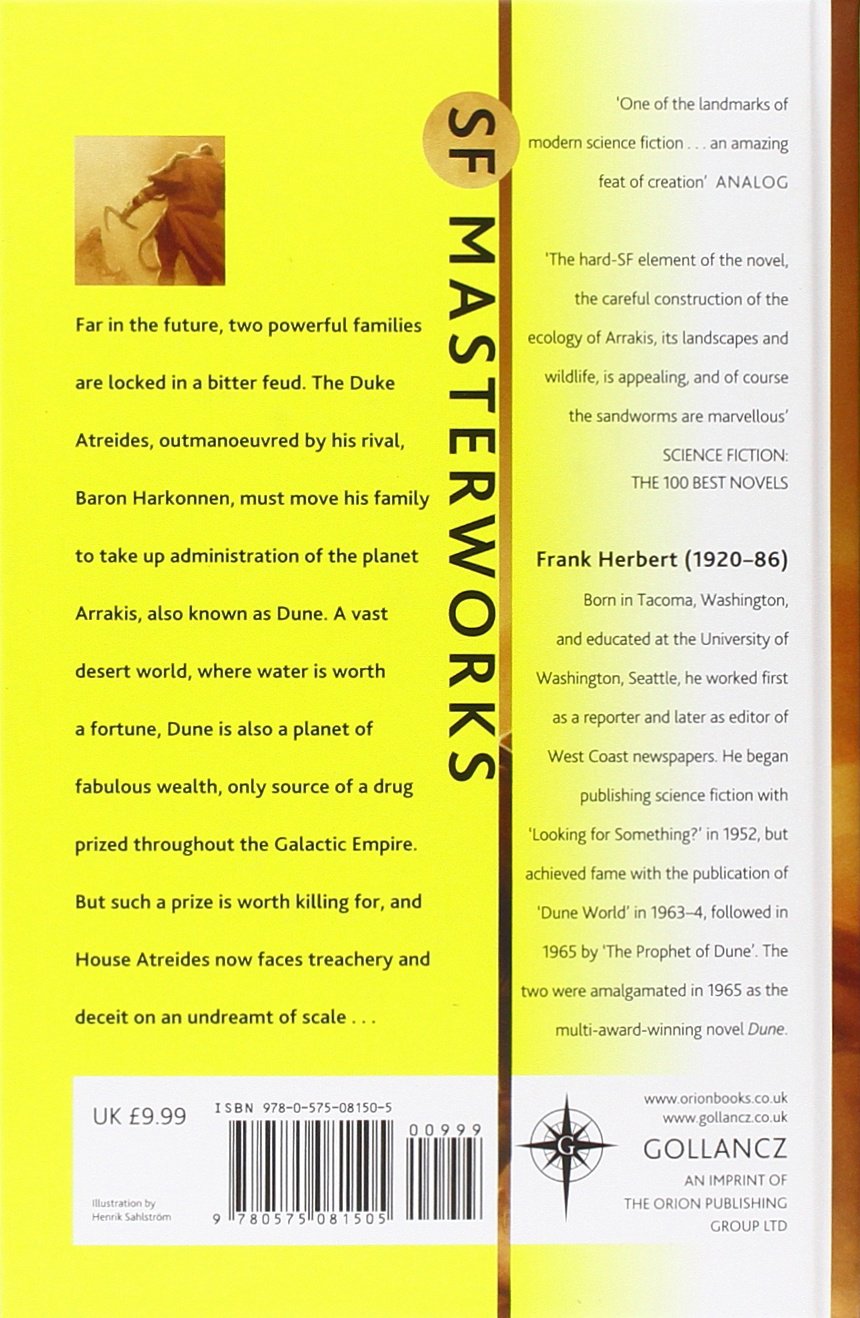 Far in the future, two powerful families
are locked in a bitter feud. The Duke
Atreides, outmanoeuvred by his rival,
Baron Harkonnen, must move his family
to take up administration of the planet
Arrakis, also known as Dune. A vast
desert world, where water is worth
a fortune, Dune is also a planet of
fabulous wealth, only source of a drug
prized throughout the Galactic Empire.
But such a prize is worth killing for, and
House Atreides now faces treachery and
deceit on an undreamt of scale . . .
SF MASTERWORKS
'One of the landmarks of
modern science fiction . . . an amazing
feat of creation' ANALOG
'The hard-SF element of the novel,
the careful construction of the
ecology of Arrakis, its landscapes and
wildlife, is appealing, and of course
the sandworms are marvellous'
SCIENCE FICTION:
THE 100 BEST NOVELS
Frank Herbert (1920–86)
Born in Tacoma, Washington,
and educated at the University of
Washington, Seattle, he worked first
as a reporter and later as editor of
West Coast newspapers. He began
publishing science fiction with
'Looking for Something?' in 1952, but
achieved fame with the publication of
'Dune World' in 1963–4, followed in
1965 by 'The Prophet of Dune'. The
two were amalgamated in 1965 as the
multi-award-winning novel Dune.
UK £9.99
Illustration by
Henrik Sahlström
ISBN 978-0-575-08150-5
00999
9 780575 081505
G
www.orionbooks.co.uk
www.gollancz.co.uk
GOLLANCZ
AN IMPRINT OF
THE ORION PUBLISHING
GROUP LTD